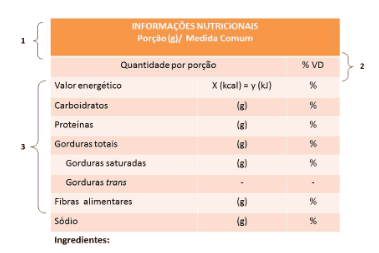 INFORMAÇÕES NUTRICIONAIS
Porção (g)/ Medida Comum
1
Quantidade por porção % VD
2
Valor energético X (kcal) = y (kJ) %
Carboidratos (g) %
Proteínas (g) %
3
Gorduras totais (g) %
Gorduras saturadas (g) %
Gorduras trans - -
Fibras alimentares (g) %
Sódio (g) %
Ingredientes: